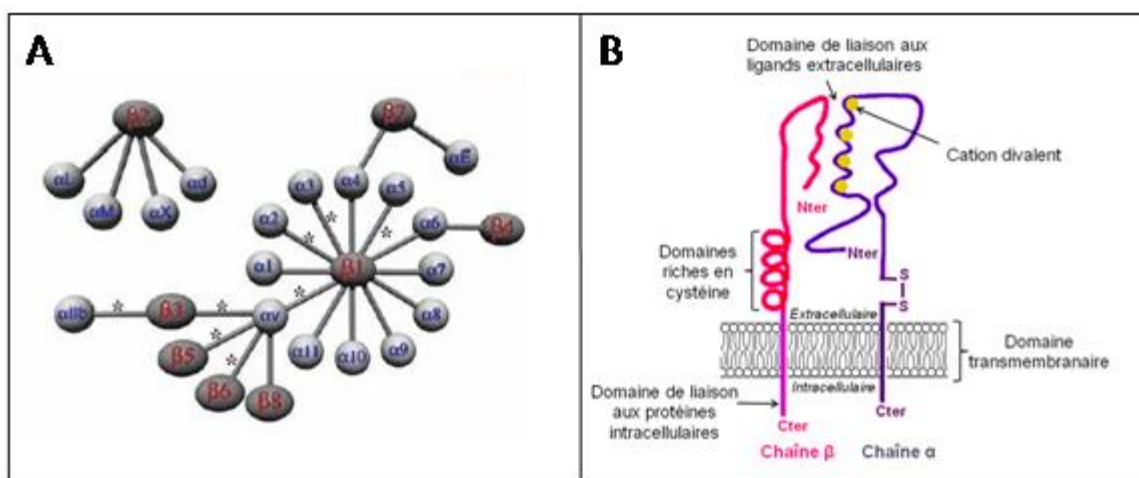 A
β2
αL
αM
αX
αd
β7
α4
αE
α3
α5
α2
α6
β4
α1
β1
α7
αIIb
β3
αv
α8
β5
α11
α10
α9
β6
β8
*
*
*
*
*
*
*
*
B
Domaine de liaison aux
ligands extracellulaires
Cation divalent
Nter
Nter
Domaines
riches en
cystéine
S
S
Extracellulaire
Intracellulaire
Domaine
transmembranaire
Domaine de liaison
aux protéines
intracellulaires
Cter
Cter
Chaîne β
Chaîne α